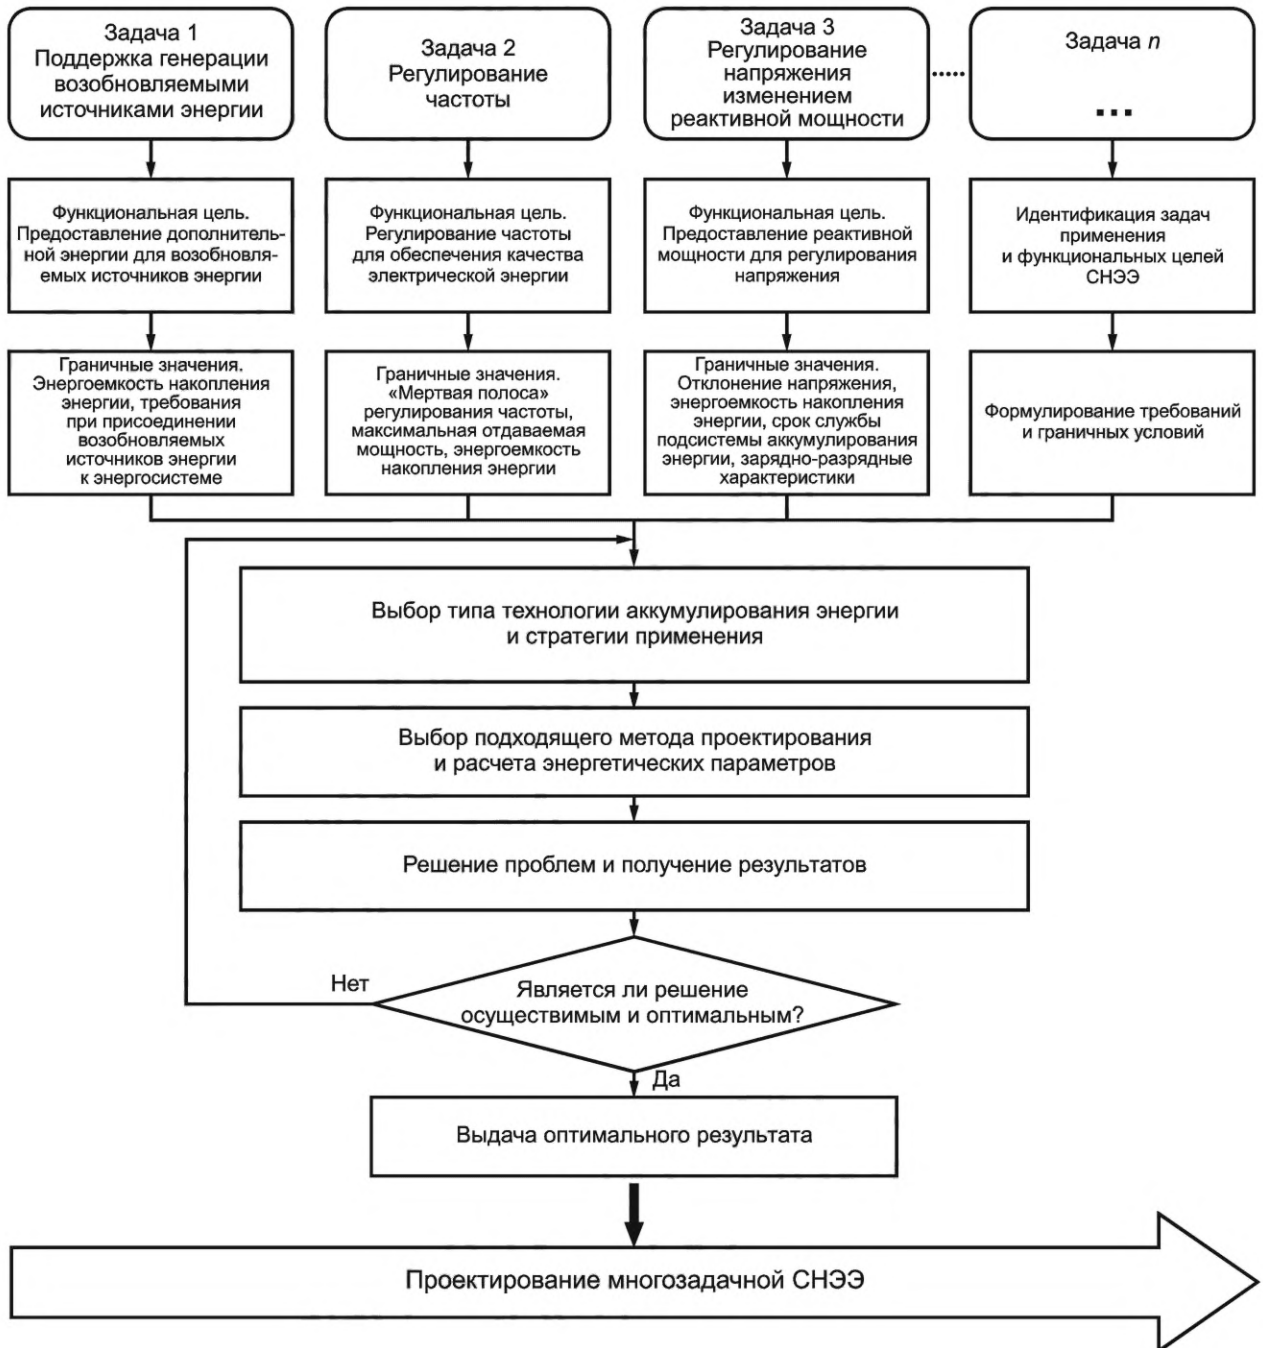 Задача 1
Поддержка генерации
возобновляемыми
источниками энергии
Задача 2
Регулирование
частоты
Задача 3
Регулирование
напряжения
изменением
реактивной мощности
......
Задача n
...
Функциональная цель.
Предоставление дополнитель-
ной энергии для возобновля-
емых источников энергии
Функциональная цель.
Регулирование частоты
для обеспечения качества
электрической энергии
Функциональная цель.
Предоставление реактивной
мощности для регулирования
напряжения
Идентификация задач
применения
и функциональных целей
СНЭЭ
Граничные значения.
Энергоемкость накопления
энергии, требования
при присоединении
возобновляемых
источников энергии
к энергосистеме
Граничные значения.
«Мертвая полоса»
регулирования частоты,
максимальная отдаваемая
мощность, энергоемкость
накопления энергии
Граничные значения.
Отклонение напряжения,
энергоемкость накопления
энергии, срок службы
подсистемы аккумулирования
энергии, зарядно-разрядные
характеристики
Формулирование требований
и граничных условий
Выбор типа технологии аккумулирования энергии
и стратегии применения
Выбор подходящего метода проектирования
и расчета энергетических параметров
Решение проблем и получение результатов
Нет
Является ли решение
осуществимым и оптимальным?
Да
Выдача оптимального результата
Проектирование многозадачной СНЭЭ